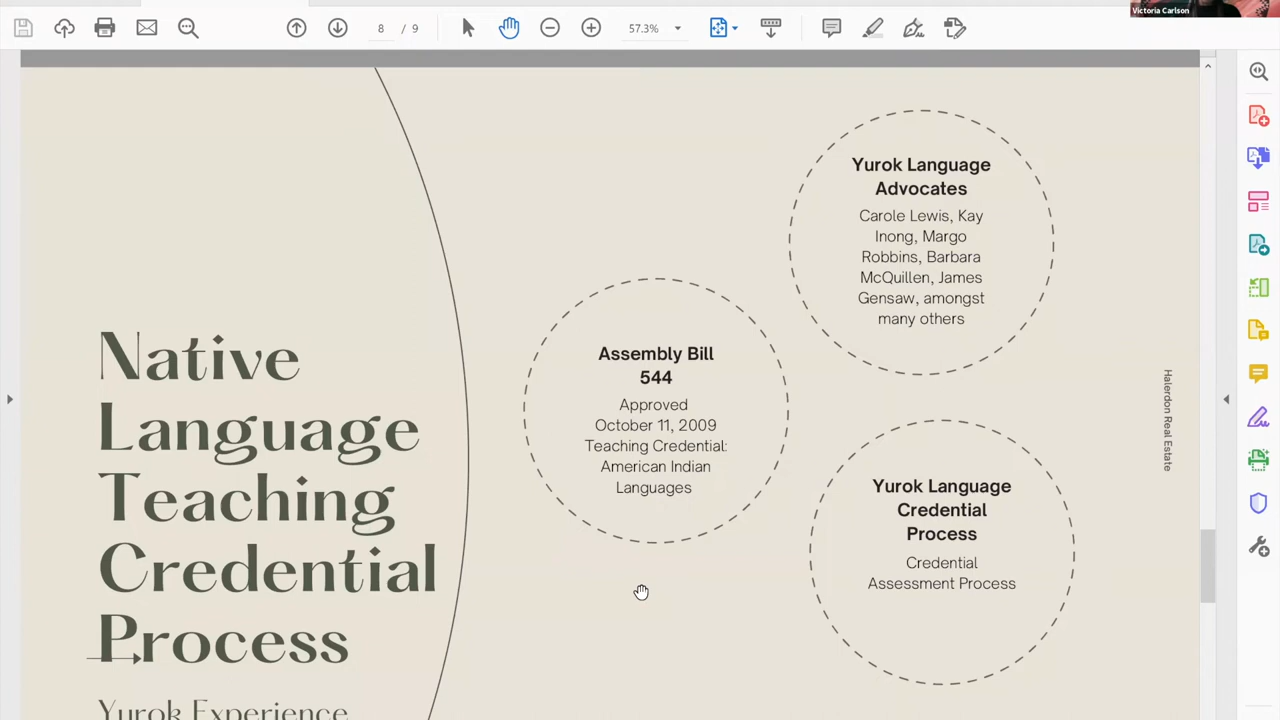 Victoria Carlson
8 / 9
57.3%
Native
Language
Teaching
Credential
Process
Yurok Experience
Assembly Bill
544
Approved
October 11, 2009
Teaching Credential:
American Indian
Languages
Yurok Language
Advocates
Carole Lewis, Kay
Inong, Margo
Robbins, Barbara
McQuillen, James
Gensaw, amongst
many others
Yurok Language
Credential
Process
Credential
Assessment Process
Halerdon Real Estate